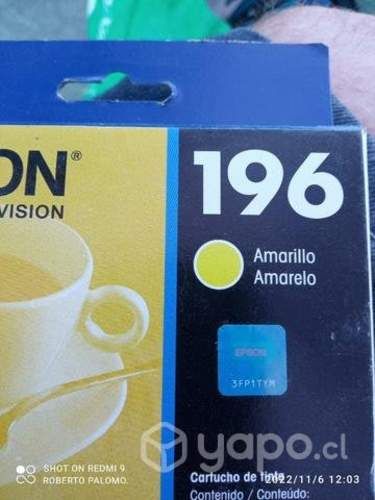 ON®
VISION
196
Amarillo
Amarelo
EPSON
3FP1TYM
Cartucho de tinta
Contenido / Conteúdo:
SHOT ON REDMI 9
ROBERTO PALOMO.
yapo.cl
2022/11/6 12:03